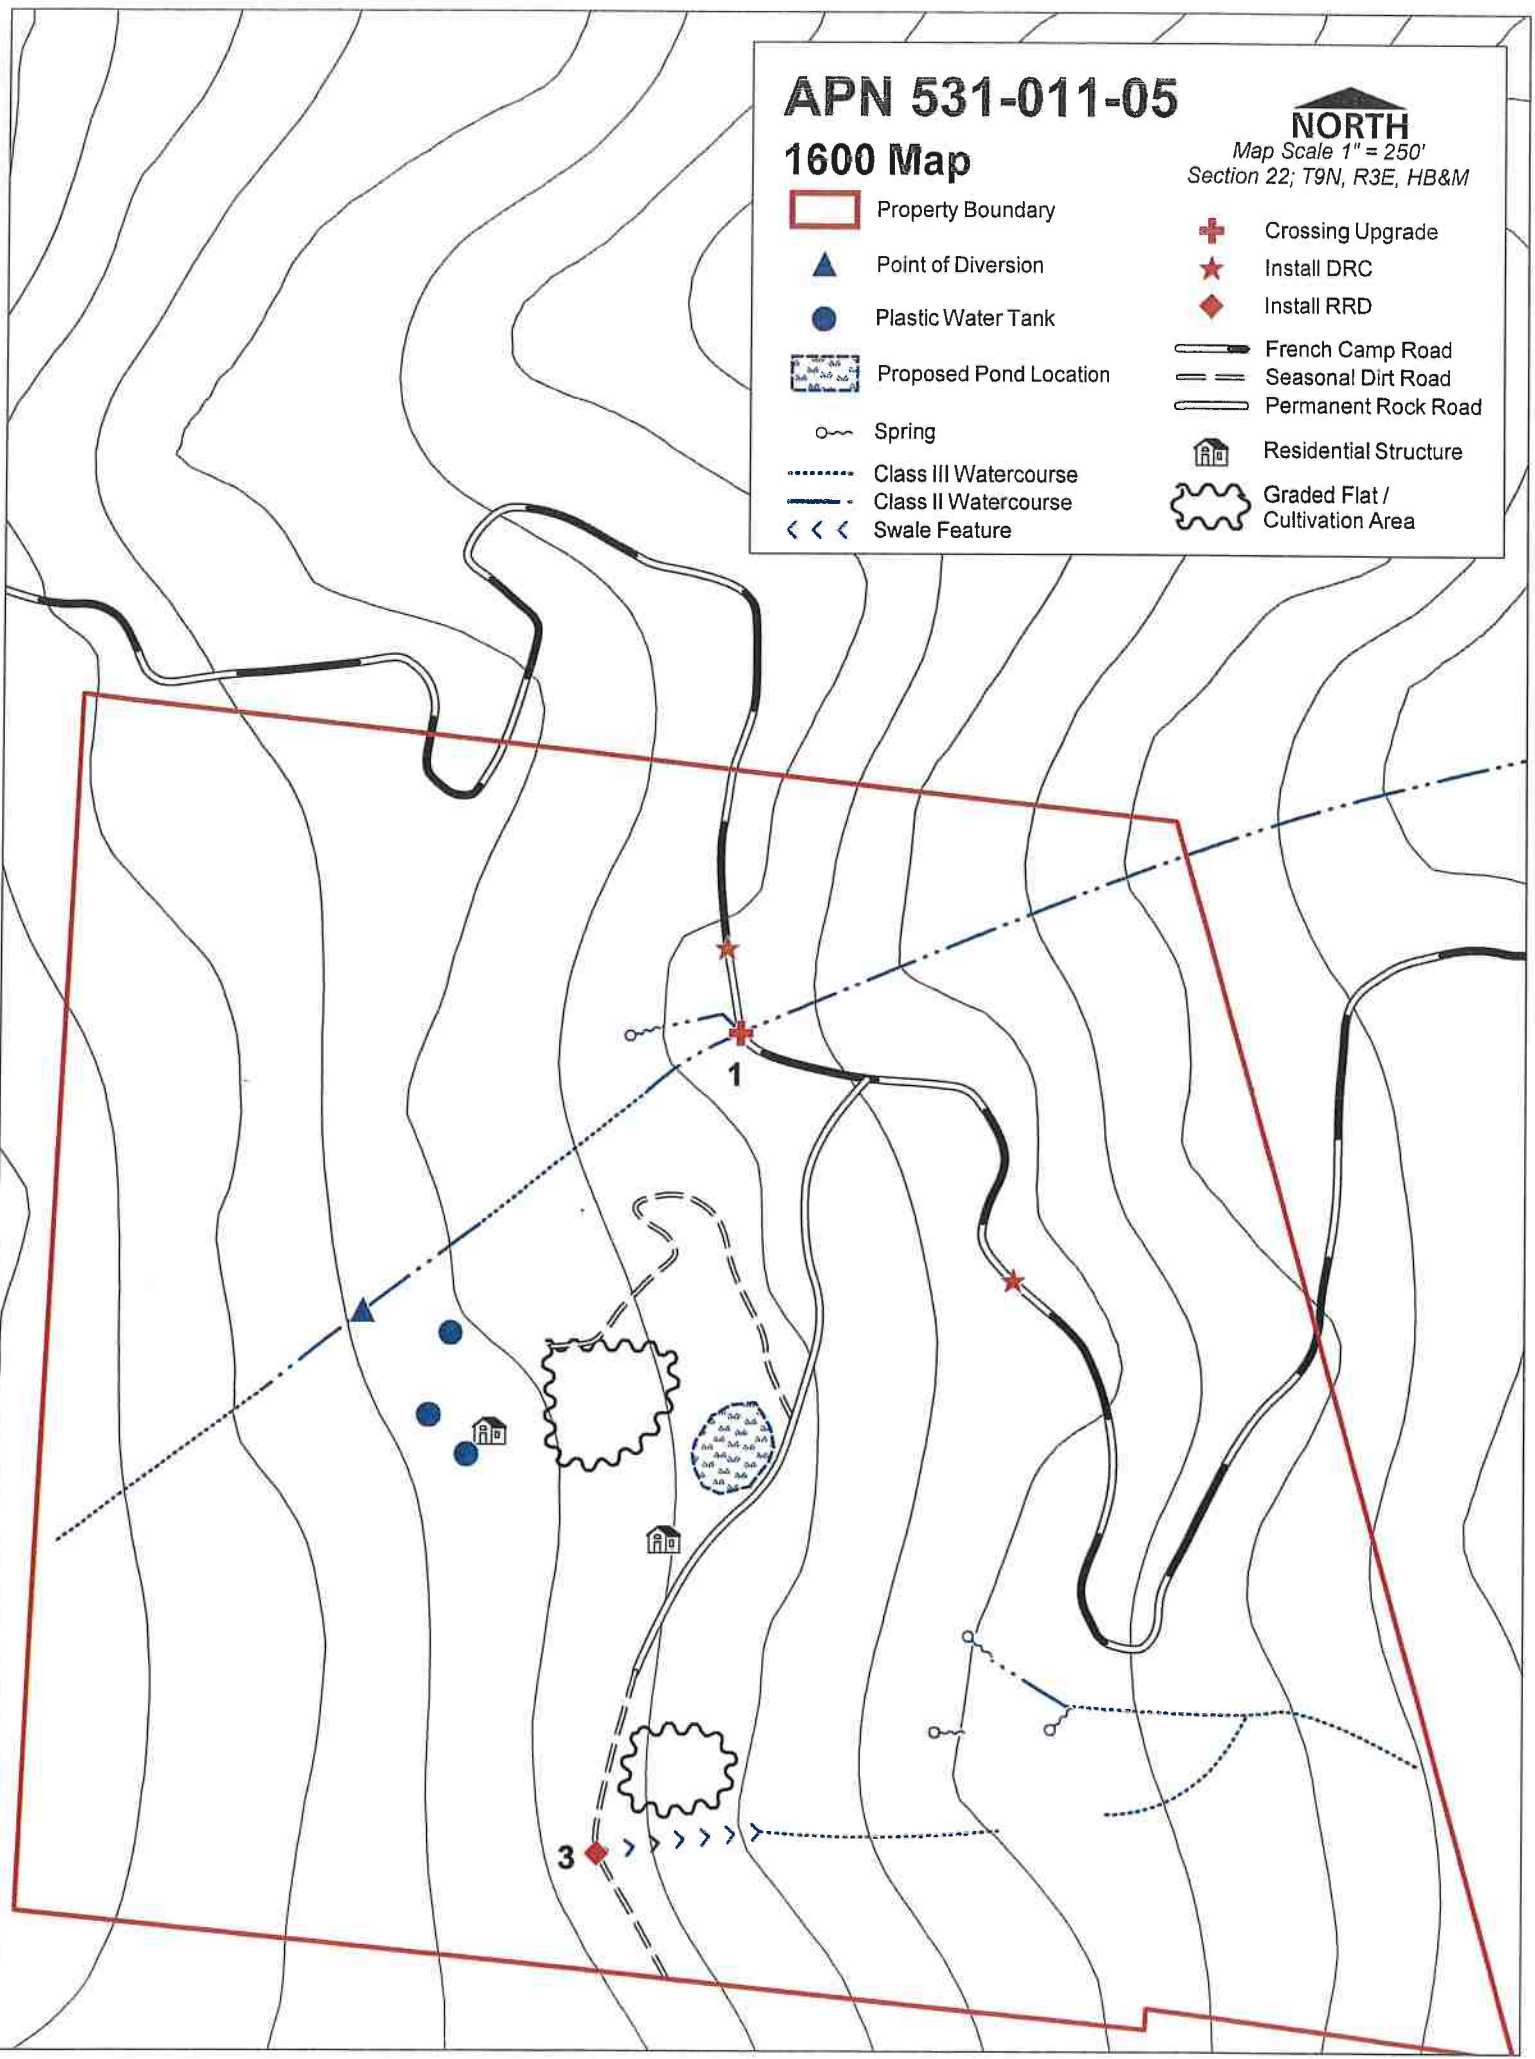 APN 531-011-05
1600 Map
NORTH
Map Scale 1" = 250'
Section 22; T9N, R3E, HB&M
Property Boundary
Point of Diversion
Plastic Water Tank
Proposed Pond Location
Spring
Class III Watercourse
Class II Watercourse
Swale Feature
Crossing Upgrade
Install DRC
Install RRD
French Camp Road
Seasonal Dirt Road
Permanent Rock Road
Residential Structure
Graded Flat /
Cultivation Area
1
3